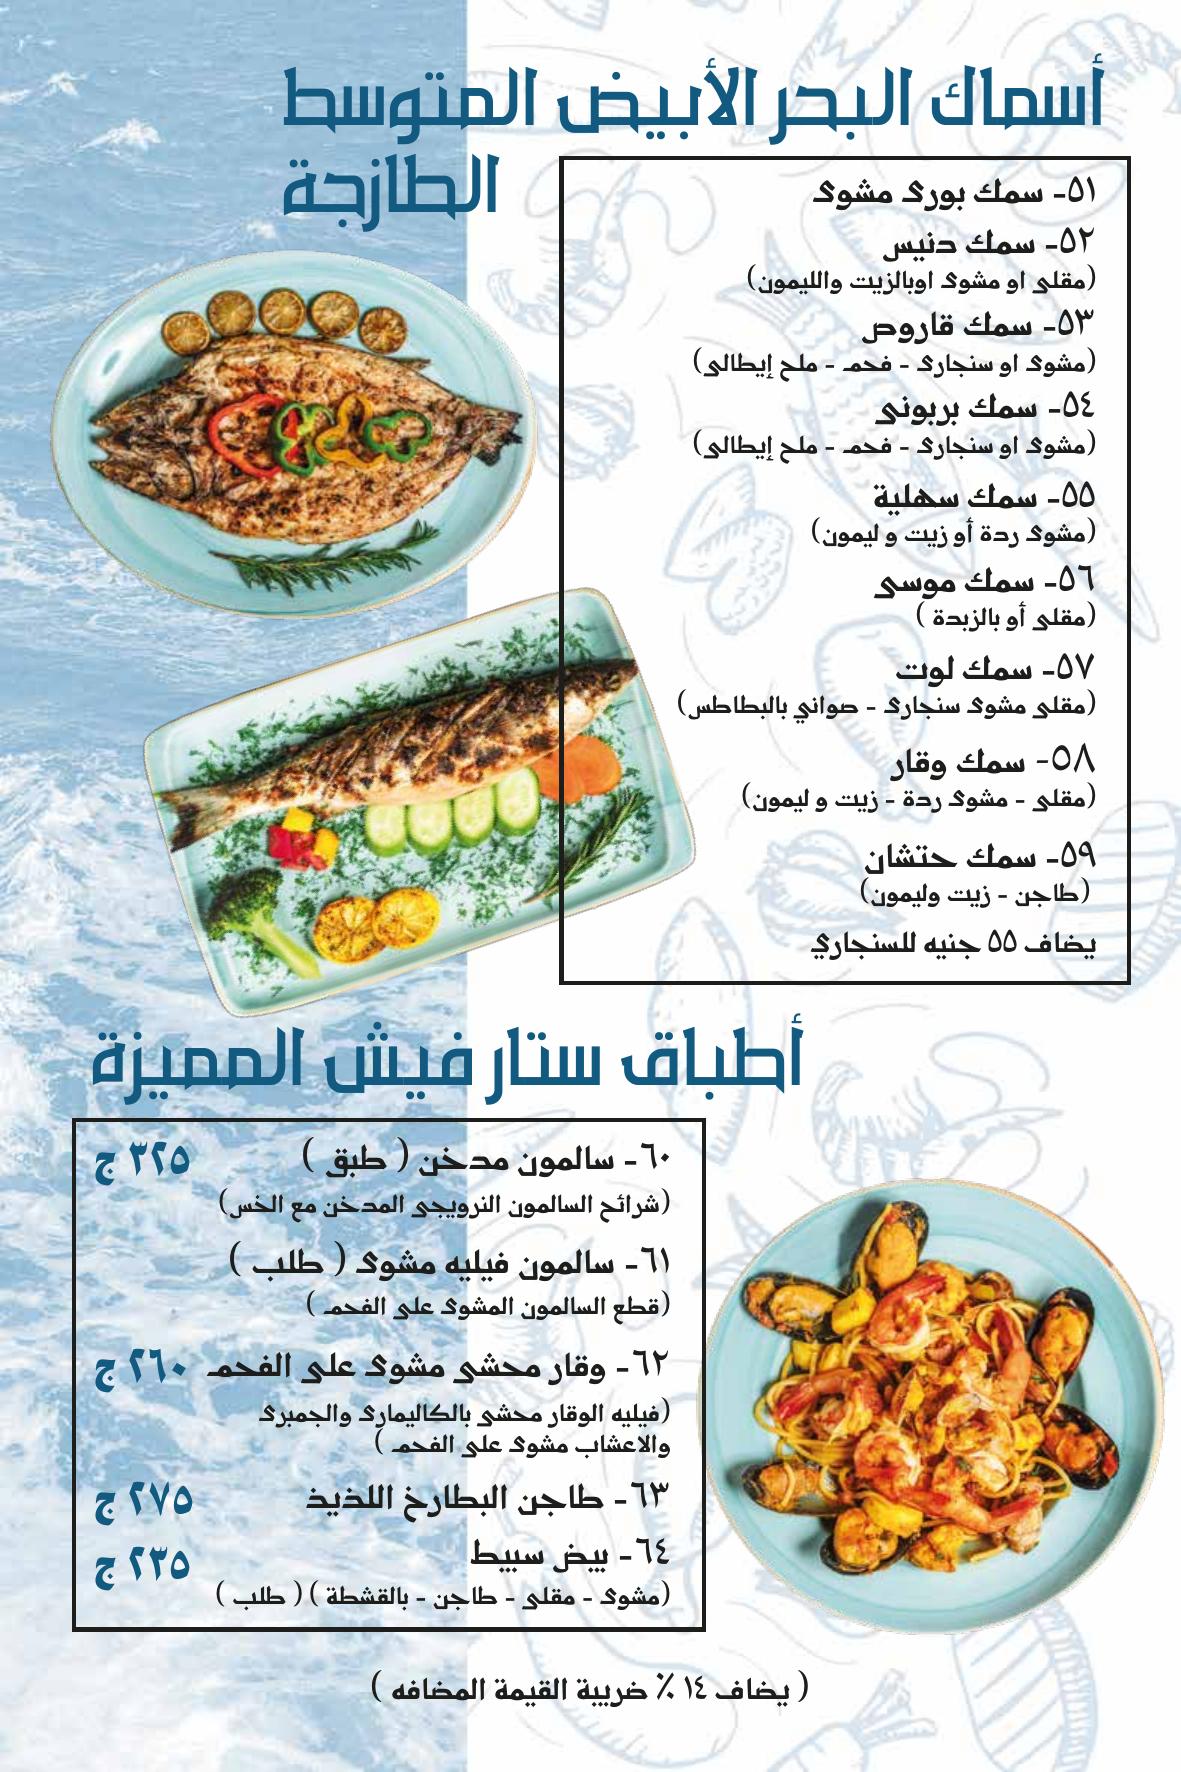 أسماك البحر الأبيض المتوسط
الطازجة
٥١- سمك بورى مشوى
٥٢- سمك دنيس
(مقلى او مشوى اوبالزيت والليمون)
٥٣- سمك قاروص
(مشوى او سنجارى - فحم - ملح إيطالى)
٥٤- سمك بربونى
(مشوى او سنجارى - فحم - ملح إيطالى)
٥٥- سمك سهلية
(مشوى ردة أو زيت و ليمون)
٥٦- سمك موسى
(مقلى أو بالزبدة )
٥٧- سمك لوت
(مقلى مشوى سنجارى - صواني بالبطاطس)
٥٨- سمك وقار
(مقلى - مشوى ردة - زيت و ليمون)
٥٩- سمك حتشان
(طاجن - زيت وليمون)
يضاف ٥٥ جنيه للسنجاري
أطباق ستار فيش المميزة
٦٠- سالمون مدخن ( طبق ) ٣٢٥ ج
(شرائح السالمون النرويجى المدخن مع الخس)
٦١- سالمون فيليه مشوى ( طلب )
(قطع السالمون المشوى على الفحم )
٦٢- وقار محشى مشوى على الفحم ٢٦٠ ج
(فيليه الوقار محشى بالكاليمارى والجمبرى
والاعشاب مشوى على الفحم )
٦٣- طاجن البطارخ اللذيذ ٢٧٥ ج
٦٤- بيض سبيط ٢٣٥ ج
(مشوى - مقلى - طاجن - بالقشطة ) ( طلب )
( يضاف ١٤ ٪ ضريبة القيمة المضافه )